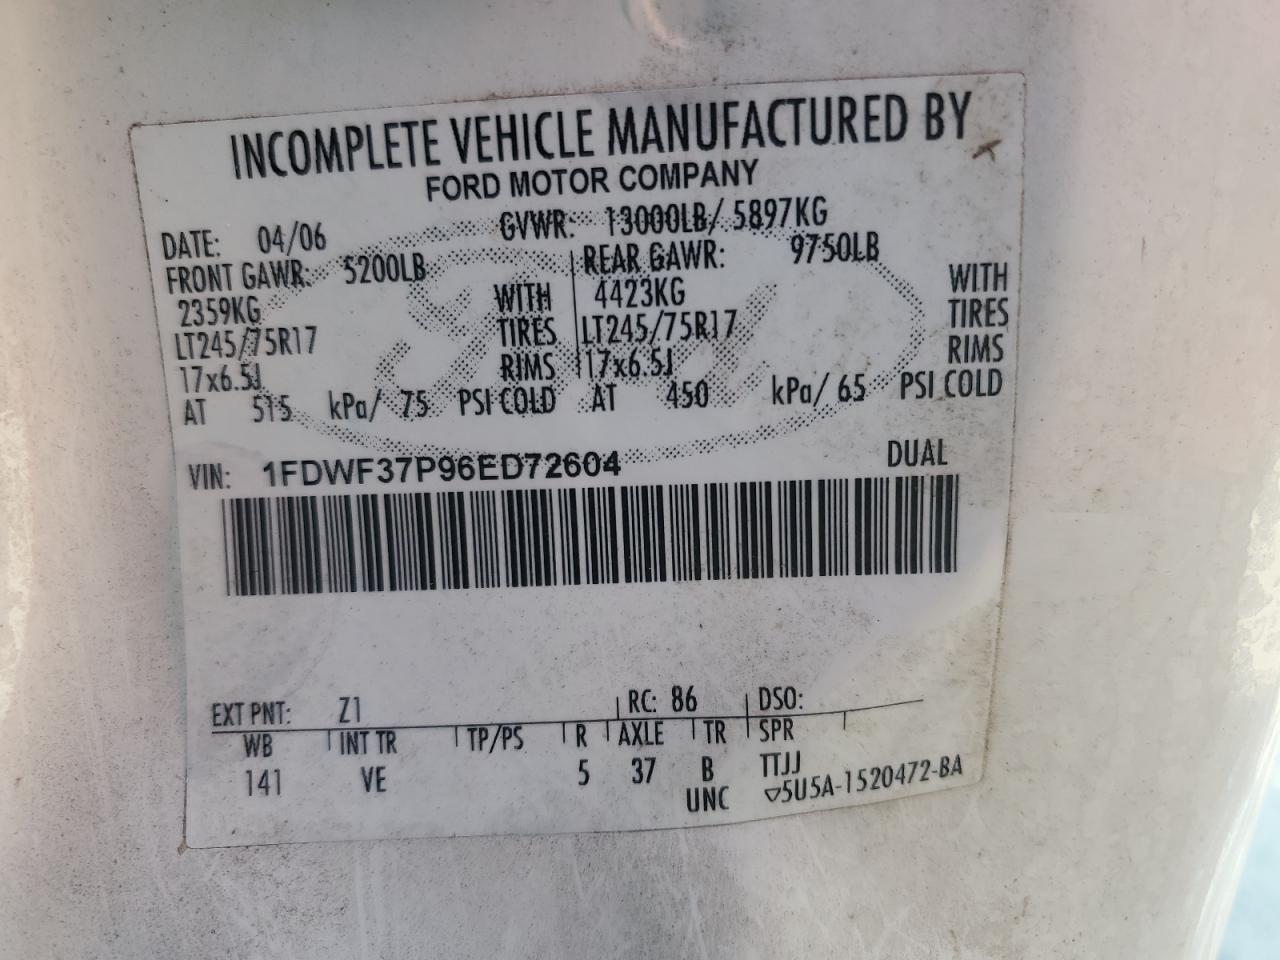 INCOMPLETE VEHICLE MANUFACTURED BY
FORD MOTOR COMPANY
DATE: 04/06 GVWR: 13000LB/ 5897KG
FRONT GAWR: 5200LB REAR GAWR: 9750LB
2359KG WITH 4423KG WITH
LT245/75R17 TIRES LT245/75R17 TIRES
17x6.5J RIMS 17x6.5J RIMS
AT 515 kPa/ 75 PSI COLD AT 450 kPa/ 65 PSI COLD
VIN: 1FDWF37P96ED72604 DUAL
EXT PNT: Z1 RC: 86 DSO:
WB INT TR TP/PS R AXLE TR SPR
141 VE 5 37 B TTJJ
UNC ▽5U5A-1520472-BA